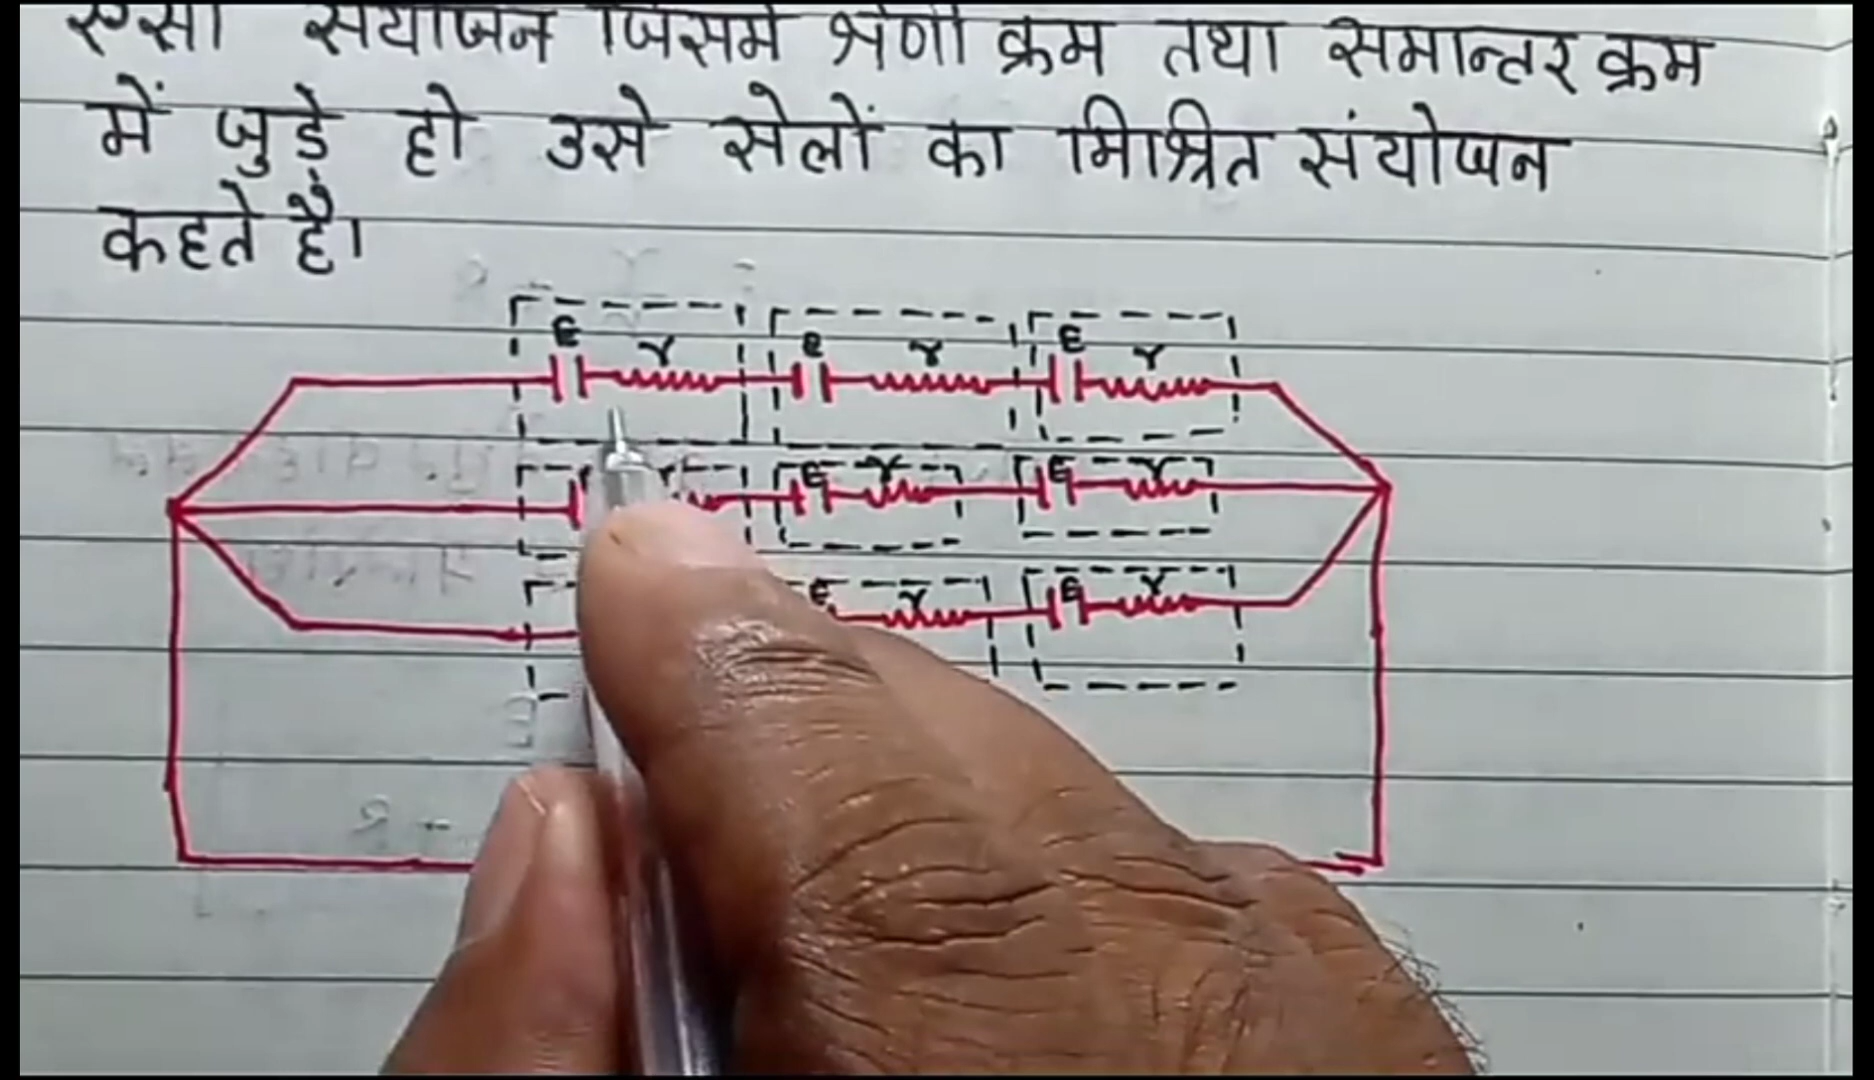 ऐसा संयोजन जिसमें श्रेणी क्रम तथा समान्तर क्रम
में जुड़े हो उसे सेलों का मिश्रित संयोजन
कहते हैं।
E r E r E r
E r E r
E r E r